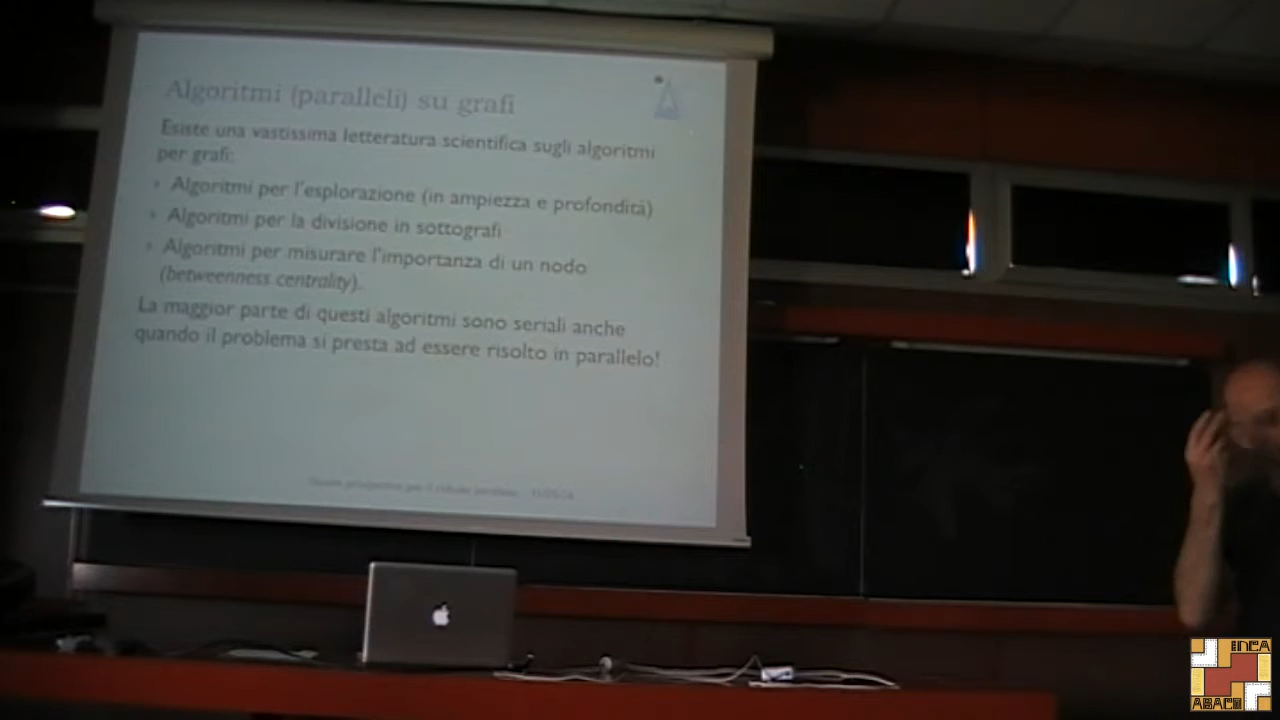 Algoritmi (paralleli) su grafi
Esiste una vastissima letteratura scientifica sugli algoritmi
per grafi:
Algoritmi per l'esplorazione (in ampiezza e profondità)
Algoritmi per la divisione in sottografi
Algoritmi per misurare l'importanza di un nodo
(betweenness centrality).
La maggior parte di questi algoritmi sono seriali anche
quando il problema si presta ad essere risolto in parallelo!
INCA
ABACO